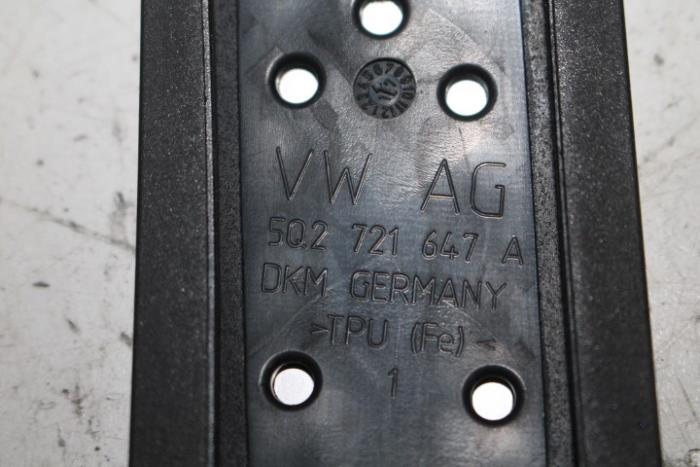 VW AG
5Q2 721 647 A
DKM GERMANY
>TPU (Fe)<
1